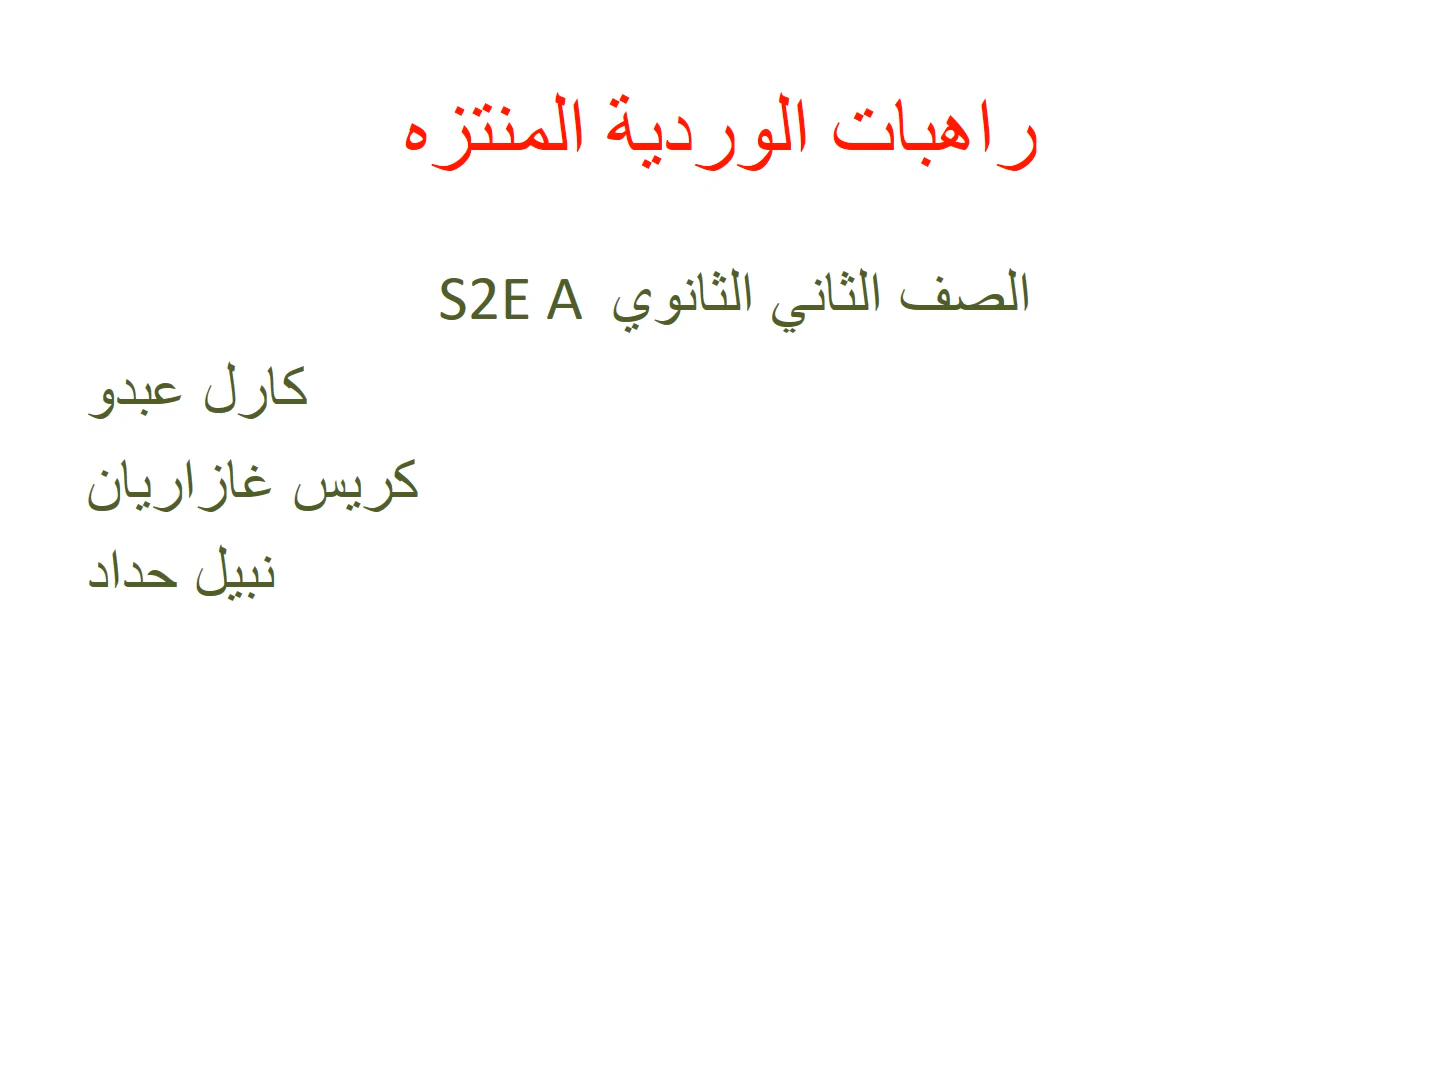 راهبات الوردية المنتزه
الصف الثاني الثانوي S2E A
كارل عبدو
كريس غازاريان
نبيل حداد